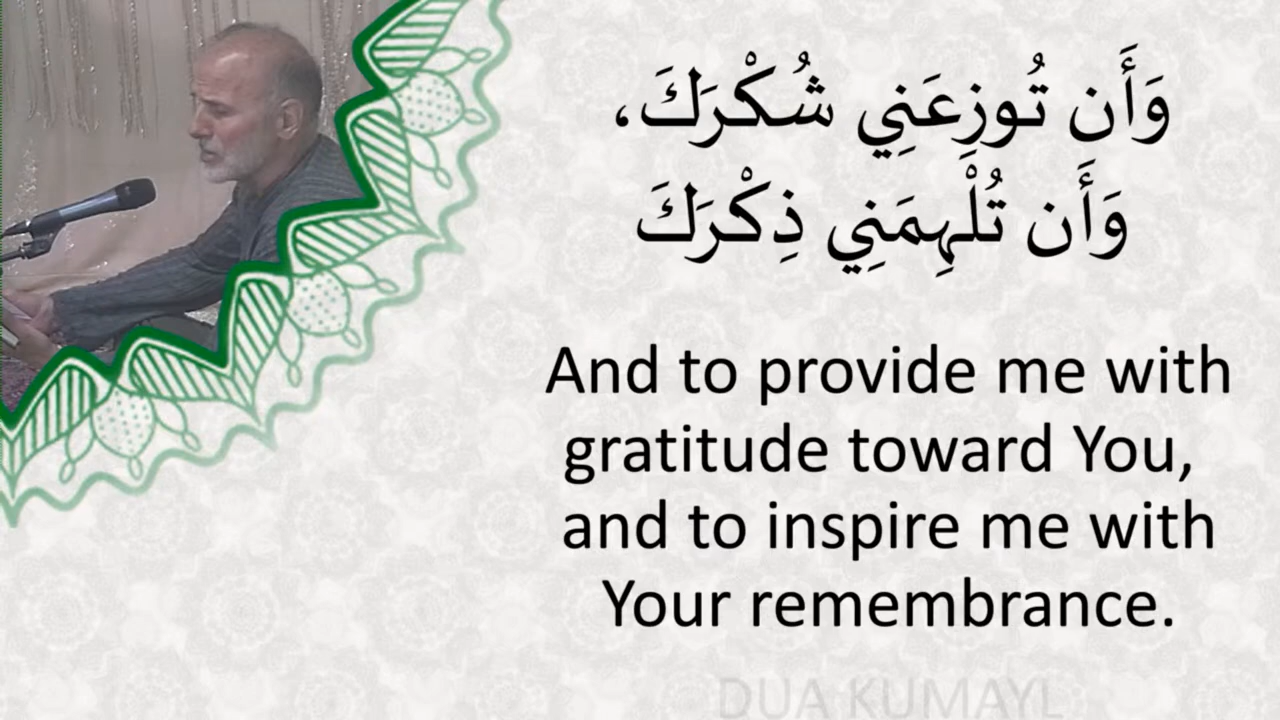 وَأَن تُوزِعَنِي شُكْرَكَ،
وَأَن تُلْهِمَنِي ذِكْرَكَ
And to provide me with
gratitude toward You,
and to inspire me with
Your remembrance.
DUA KUMAYL